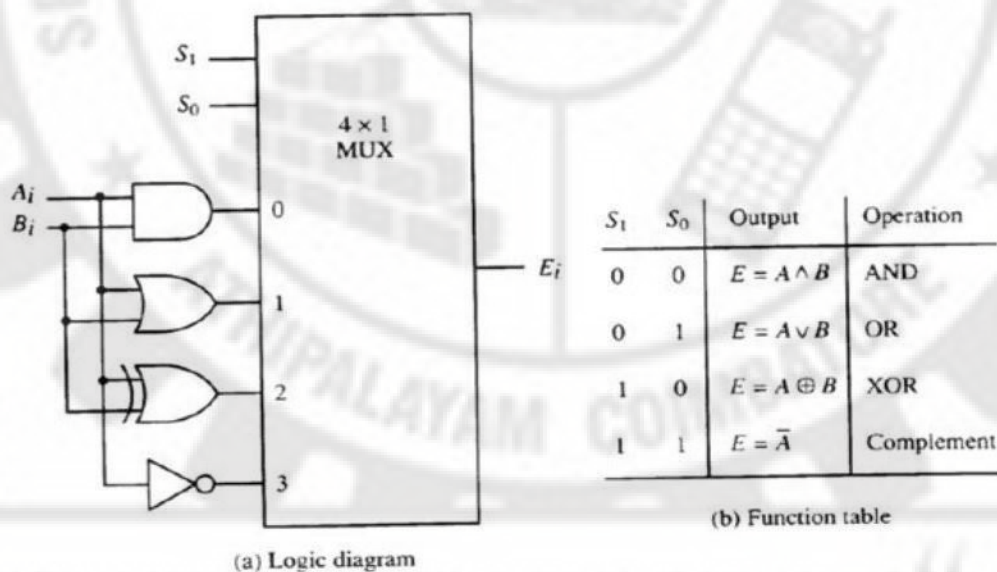 S₁
S₀
4 × 1
MUX
Aᵢ
Bᵢ
0
1
2
3
Eᵢ
(a) Logic diagram
S₁ S₀ Output Operation
0 0 E = A ∧ B AND
0 1 E = A ∨ B OR
1 0 E = A ⊕ B XOR
1 1 E = A̅ Complement
(b) Function table